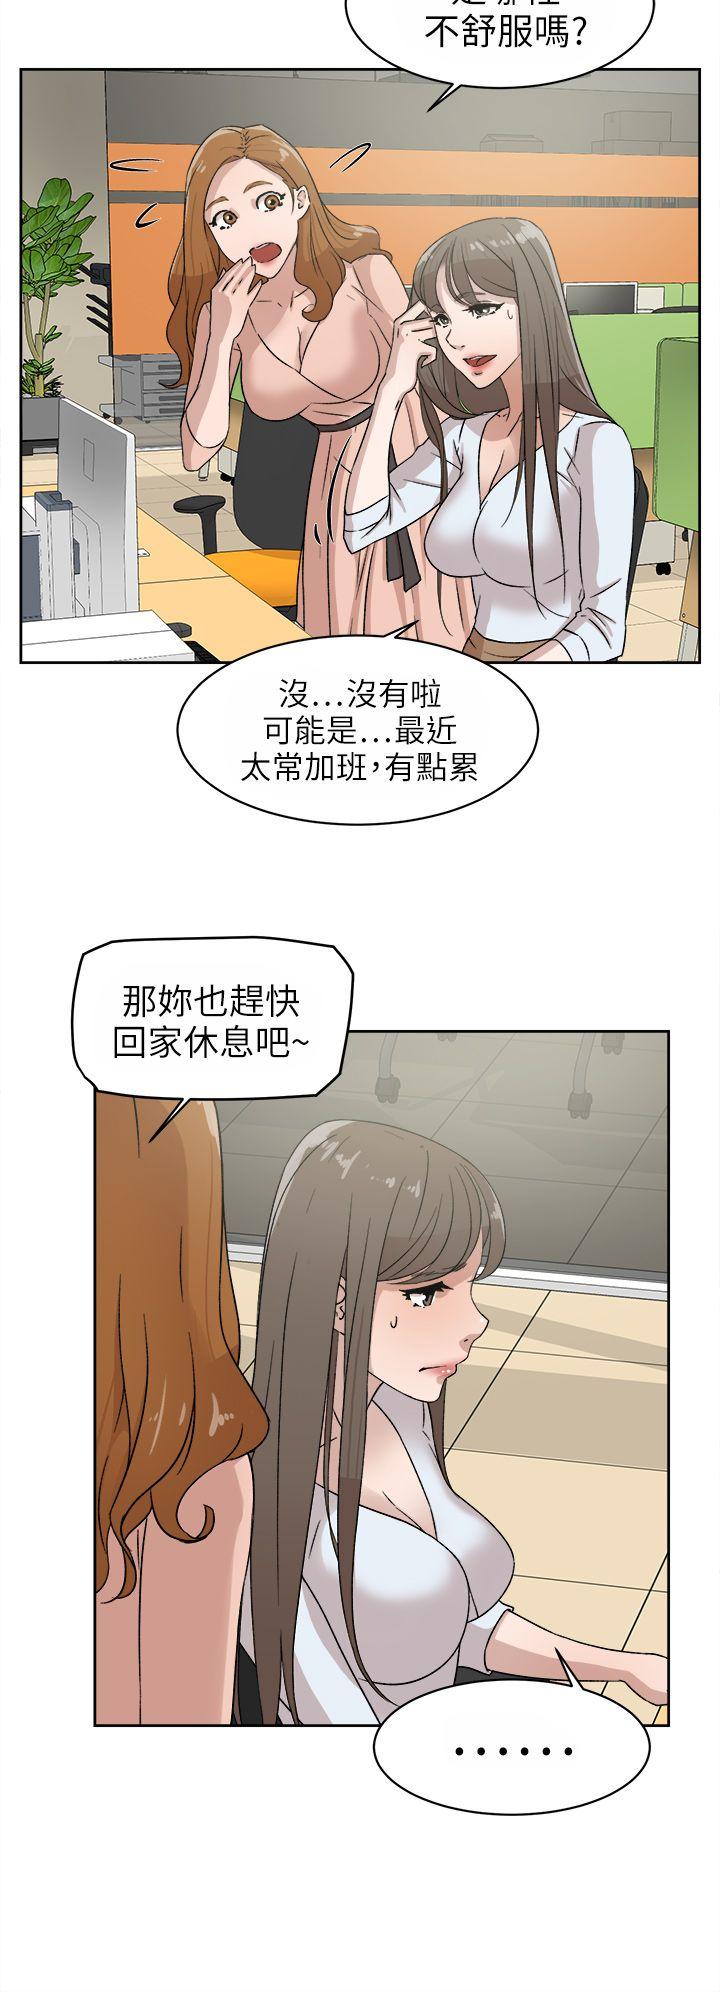 不舒服嗎?
沒...沒有啦
可能是...最近
太常加班,有點累
那妳也趕快
回家休息吧~
......